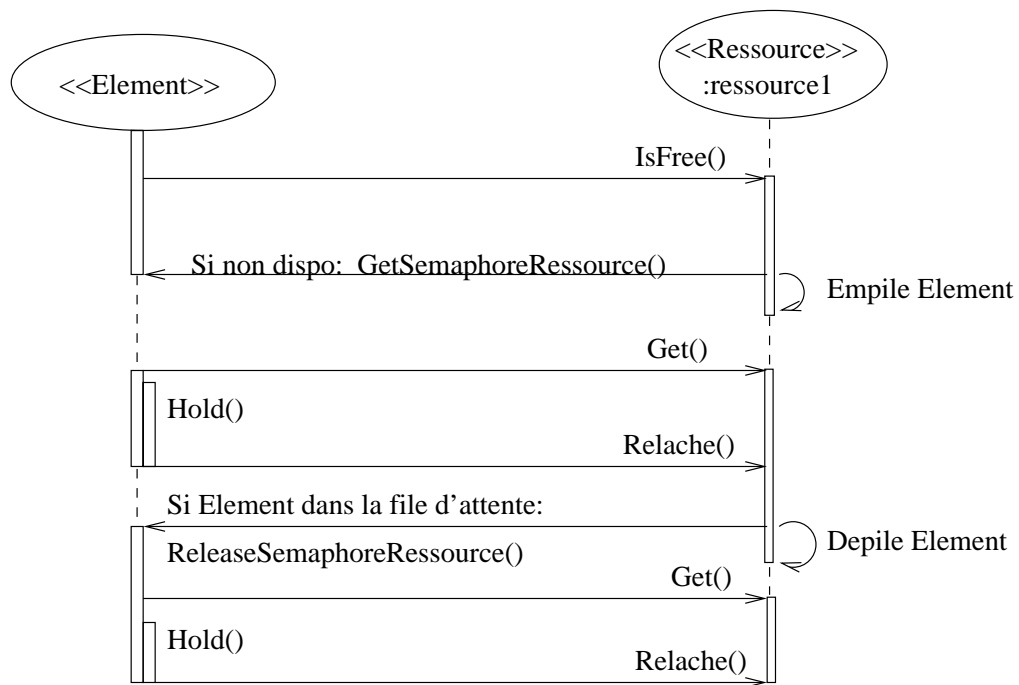 <<Element>>
<<Ressource>>
:ressource1
IsFree()
Si non dispo: GetSemaphoreRessource()
Empile Element
Get()
Hold()
Relache()
Si Element dans la file d'attente:
Depile Element
ReleaseSemaphoreRessource()
Get()
Hold()
Relache()